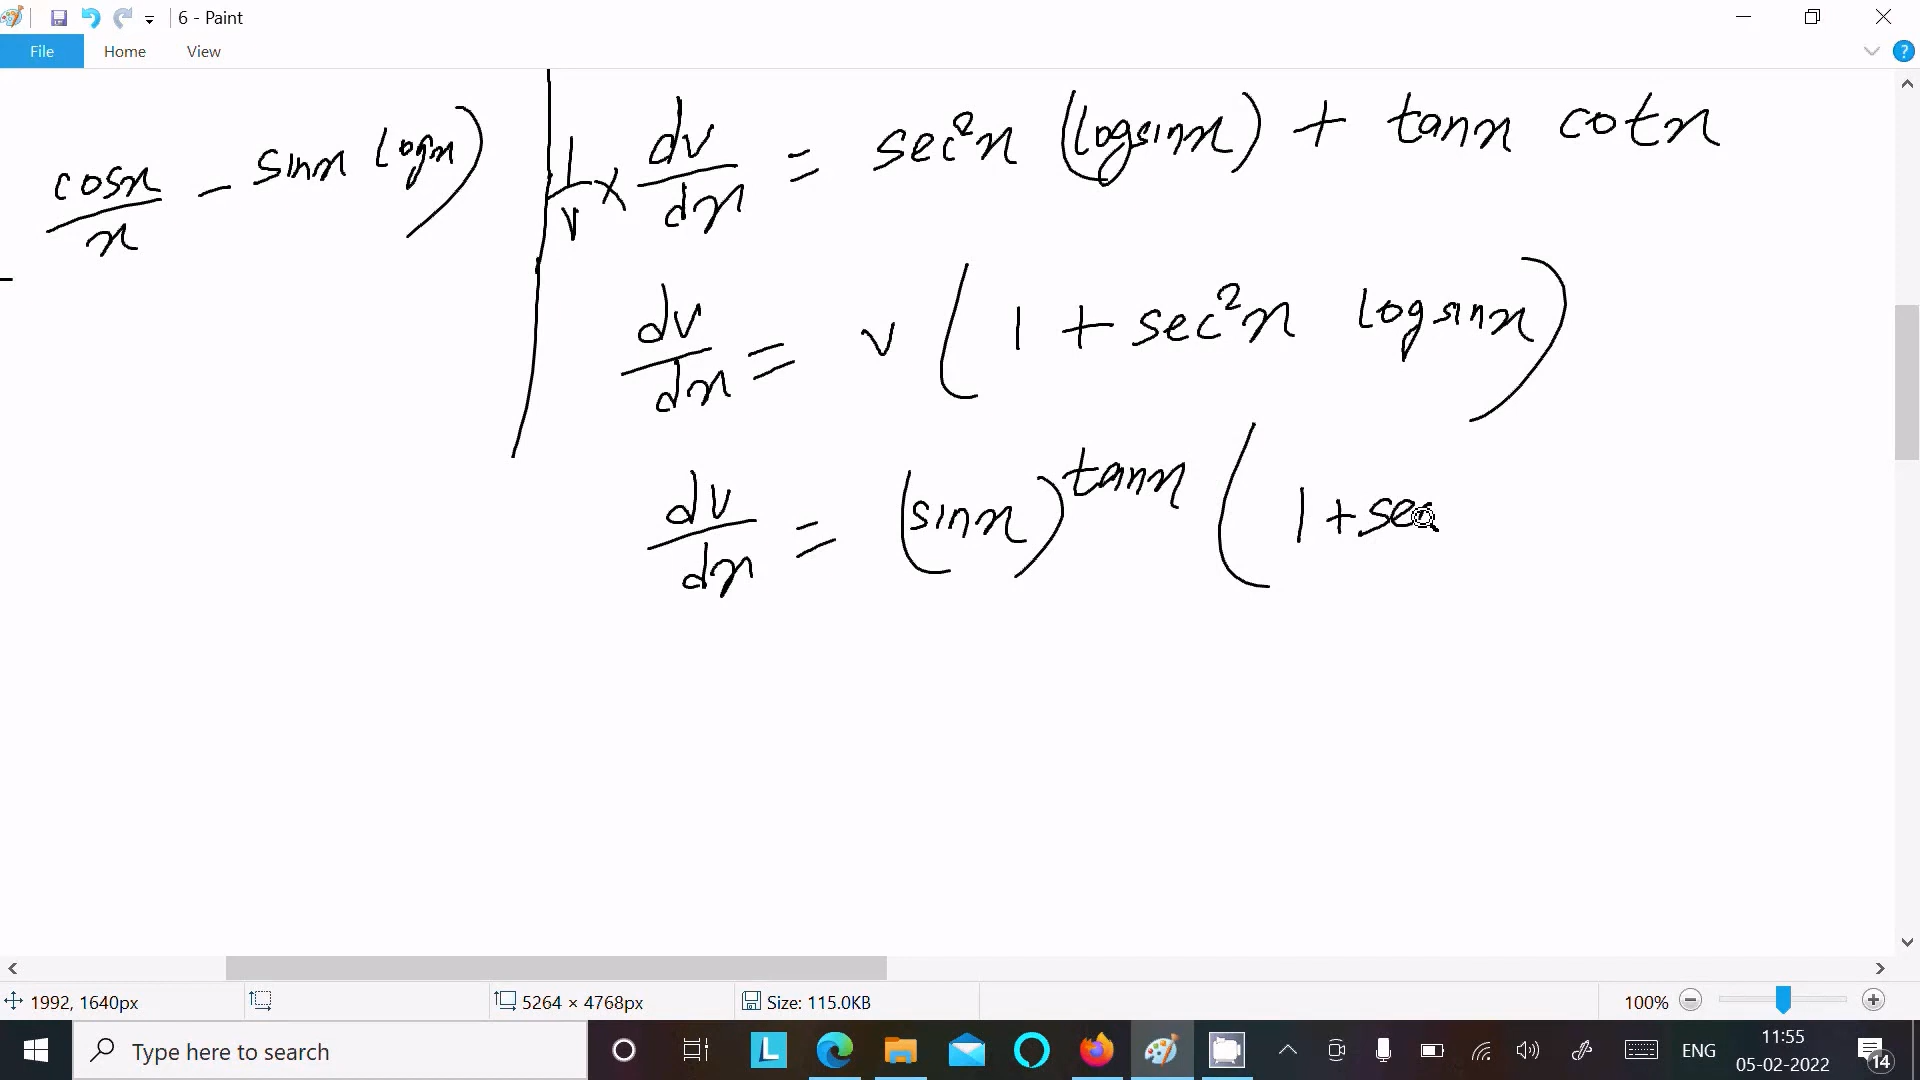 6 - Paint
File Home View
cosx/x - sinx logx)
1/v × dv/dx = sec²x (logsinx) + tanx cotx
dv/dx = v (1 + sec²x logsinx)
dv/dx = (sinx)^tanx (1 + sec
1992, 1640px 5264 × 4768px Size: 115.0KB 100%
Type here to search
L
ENG
11:55
05-02-2022
14